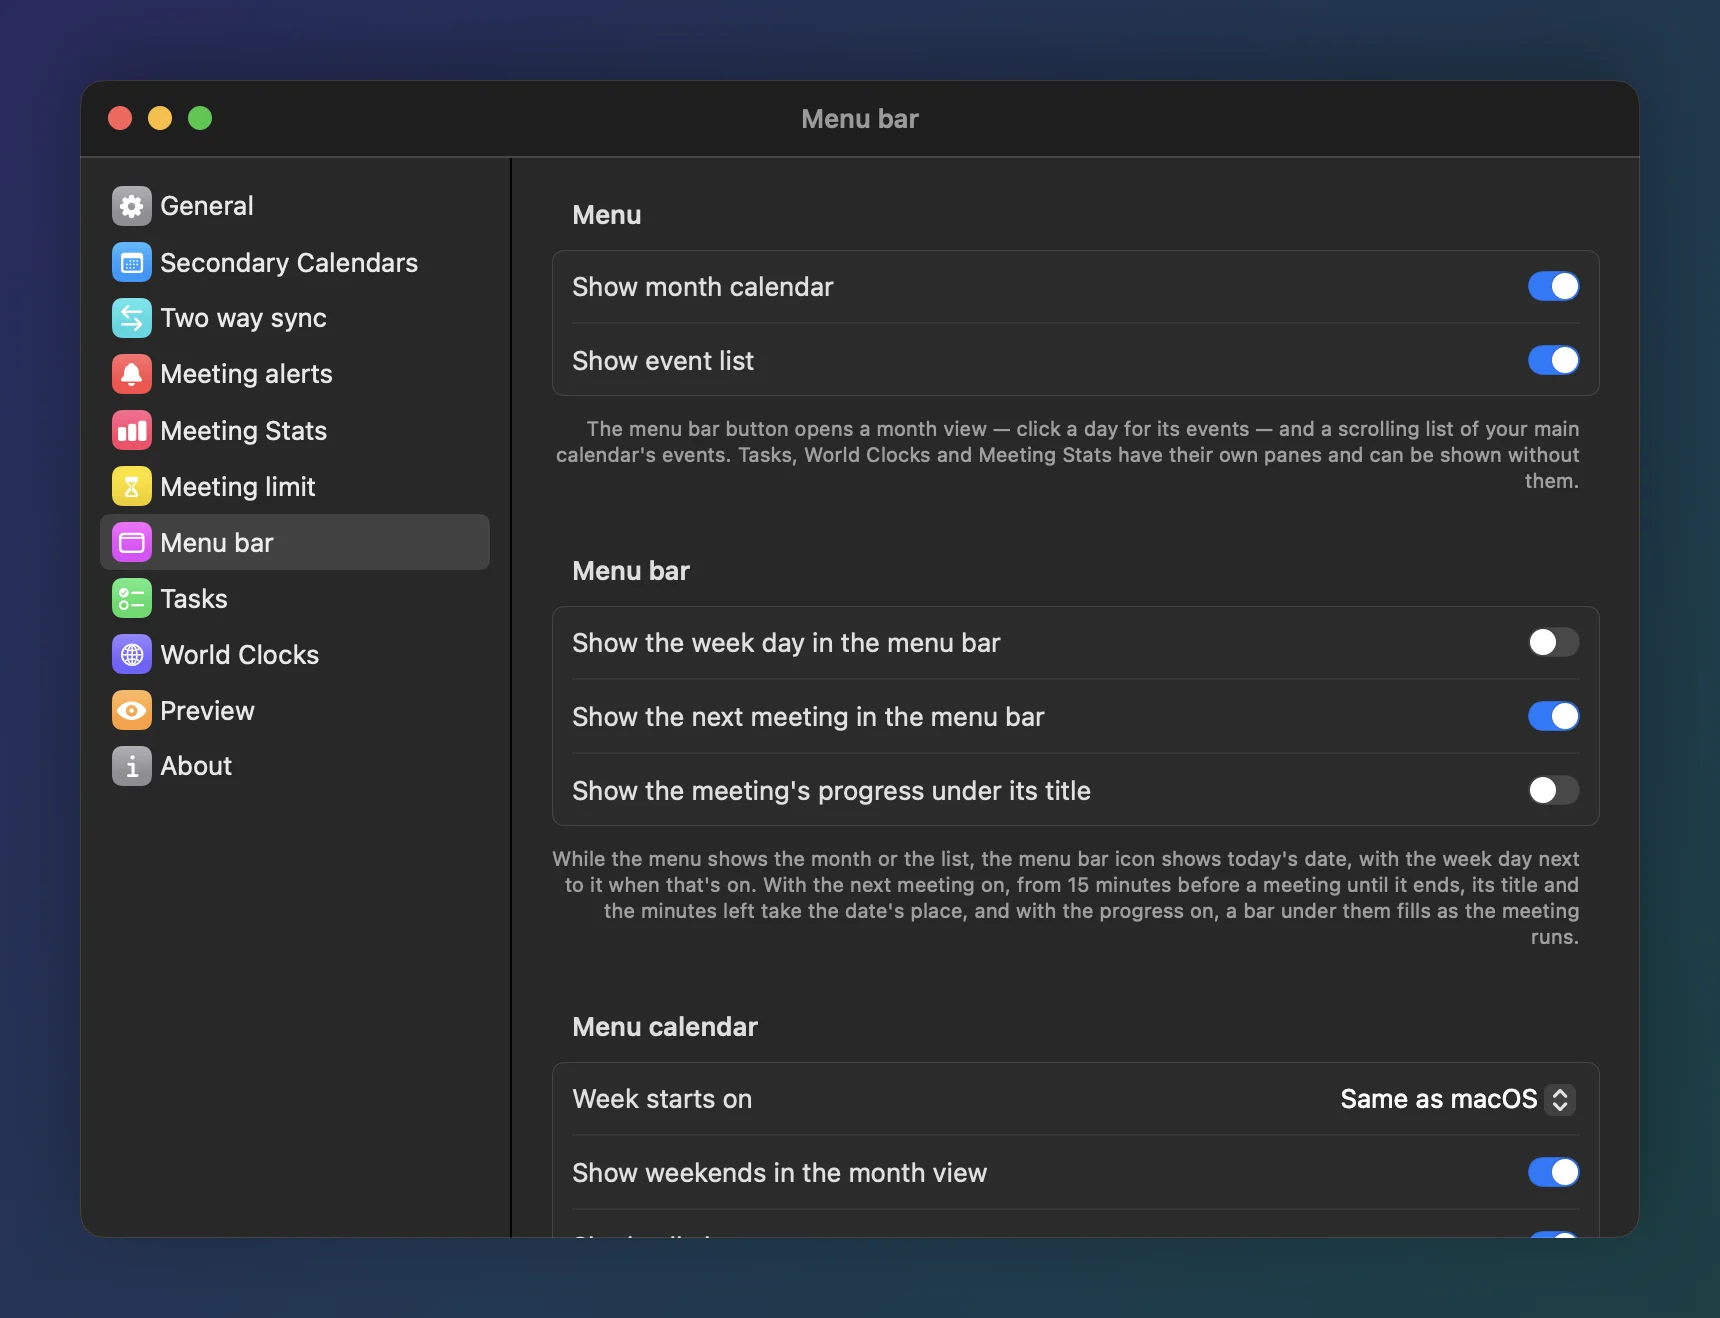 Menu bar
General
Secondary Calendars
Two way sync
Meeting alerts
Meeting Stats
Meeting limit
Menu bar
Tasks
World Clocks
Preview
About
Menu
Show month calendar
Show event list
The menu bar button opens a month view — click a day for its events — and a scrolling list of your main
calendar's events. Tasks, World Clocks and Meeting Stats have their own panes and can be shown without
them.
Menu bar
Show the week day in the menu bar
Show the next meeting in the menu bar
Show the meeting's progress under its title
While the menu shows the month or the list, the menu bar icon shows today's date, with the week day next
to it when that's on. With the next meeting on, from 15 minutes before a meeting until it ends, its title and
the minutes left take the date's place, and with the progress on, a bar under them fills as the meeting
runs.
Menu calendar
Week starts on
Same as macOS
Show weekends in the month view